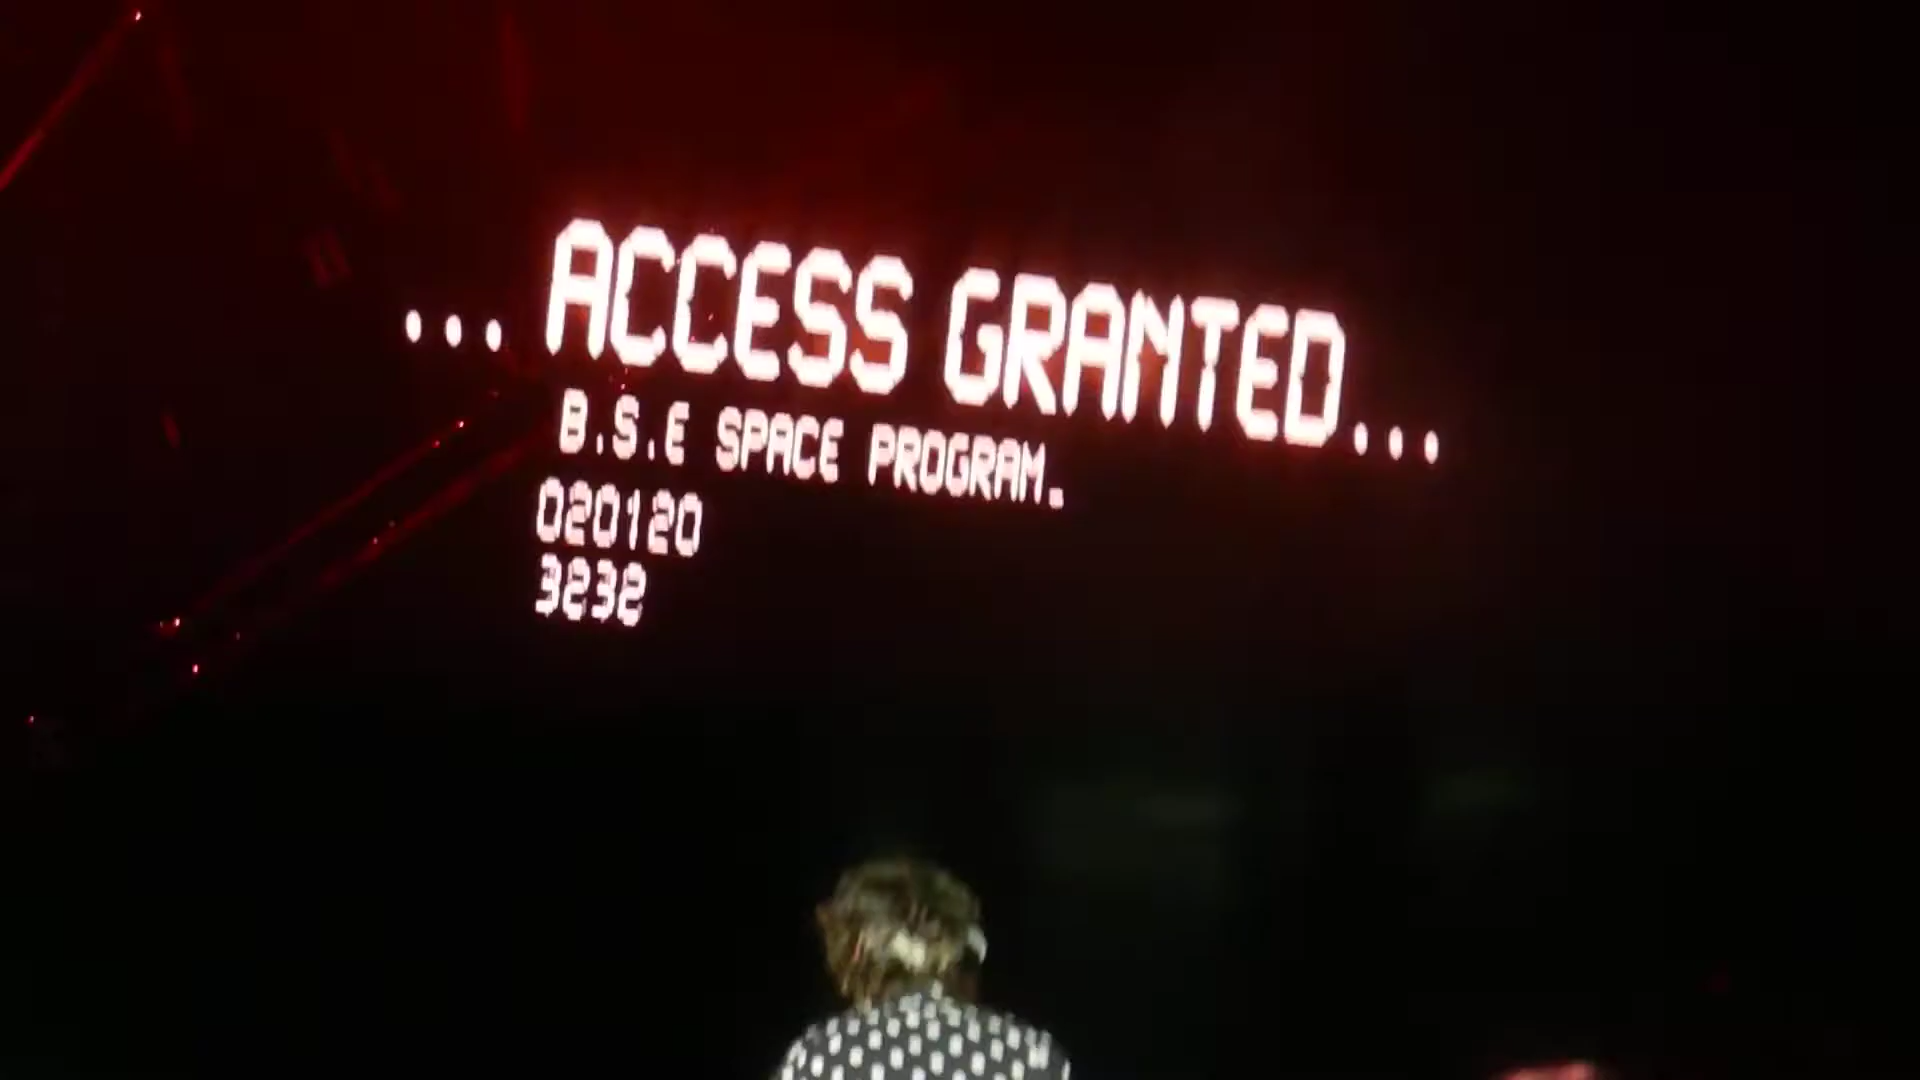 ... ACCESS GRANTED...
B.S.E SPACE PROGRAM.
020120
3232